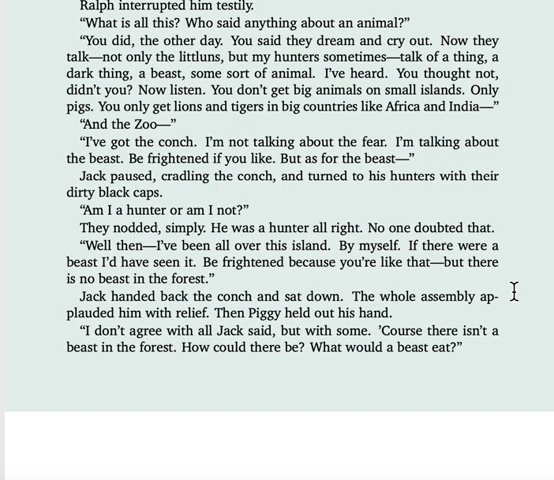 Ralph interrupted him testily.
“What is all this? Who said anything about an animal?”
“You did, the other day. You said they dream and cry out. Now they
talk—not only the littluns, but my hunters sometimes—talk of a thing, a
dark thing, a beast, some sort of animal. I’ve heard. You thought not,
didn’t you? Now listen. You don’t get big animals on small islands. Only
pigs. You only get lions and tigers in big countries like Africa and India—”
“And the Zoo—”
“I’ve got the conch. I’m not talking about the fear. I’m talking about
the beast. Be frightened if you like. But as for the beast—”
Jack paused, cradling the conch, and turned to his hunters with their
dirty black caps.
“Am I a hunter or am I not?”
They nodded, simply. He was a hunter all right. No one doubted that.
“Well then—I’ve been all over this island. By myself. If there were a
beast I’d have seen it. Be frightened because you’re like that—but there
is no beast in the forest.”
Jack handed back the conch and sat down. The whole assembly ap-
plauded him with relief. Then Piggy held out his hand.
“I don’t agree with all Jack said, but with some. ’Course there isn’t a
beast in the forest. How could there be? What would a beast eat?”